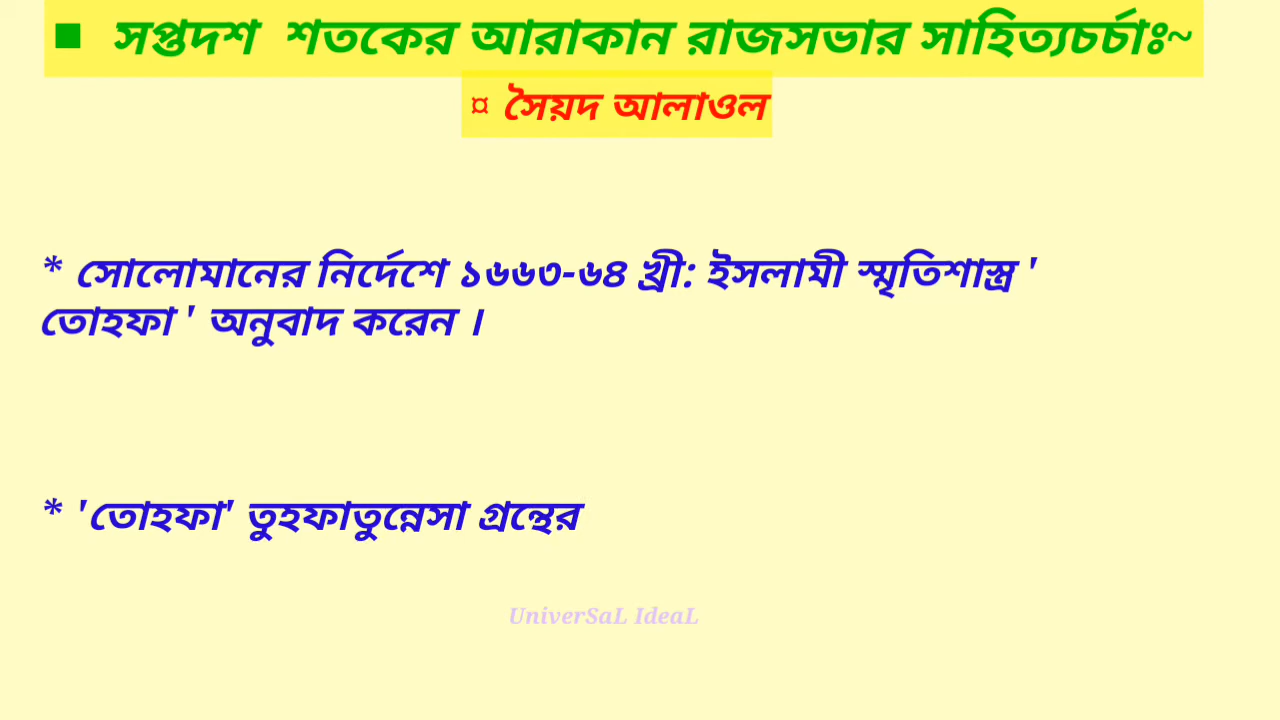 ■ সপ্তদশ শতকের আরাকান রাজসভার সাহিত্যচর্চাঃ~
¤ সৈয়দ আলাওল
* সোলোমানের নির্দেশে ১৬৬৩-৬৪ খ্রী: ইসলামী স্মৃতিশাস্ত্র '
তোহফা ' অনুবাদ করেন ।
* 'তোহফা' তুহফাতুন্নেসা গ্রন্থের
UniverSaL IdeaL